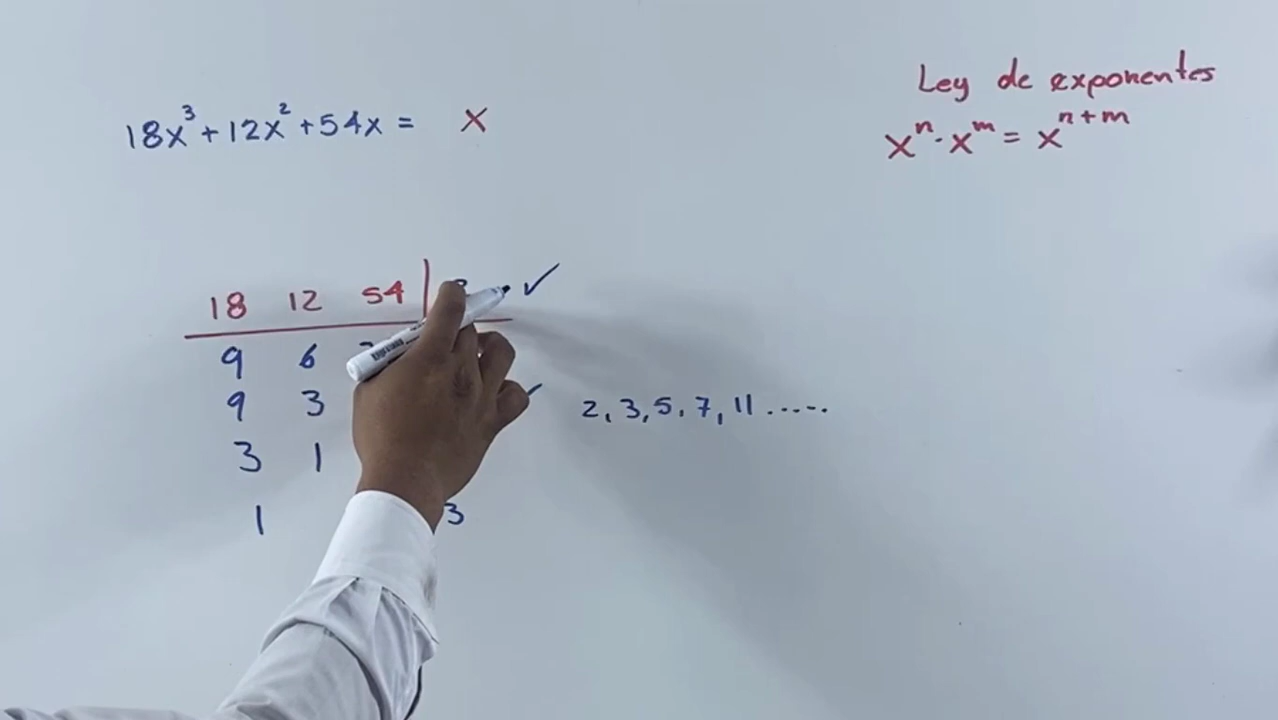 18x³ + 12x² + 54x = x
Ley de exponentes
xⁿ · xᵐ = xⁿ⁺ᵐ
18 12 54
9 6
9 3
2, 3, 5, 7, 11 .....
3 1
1 3